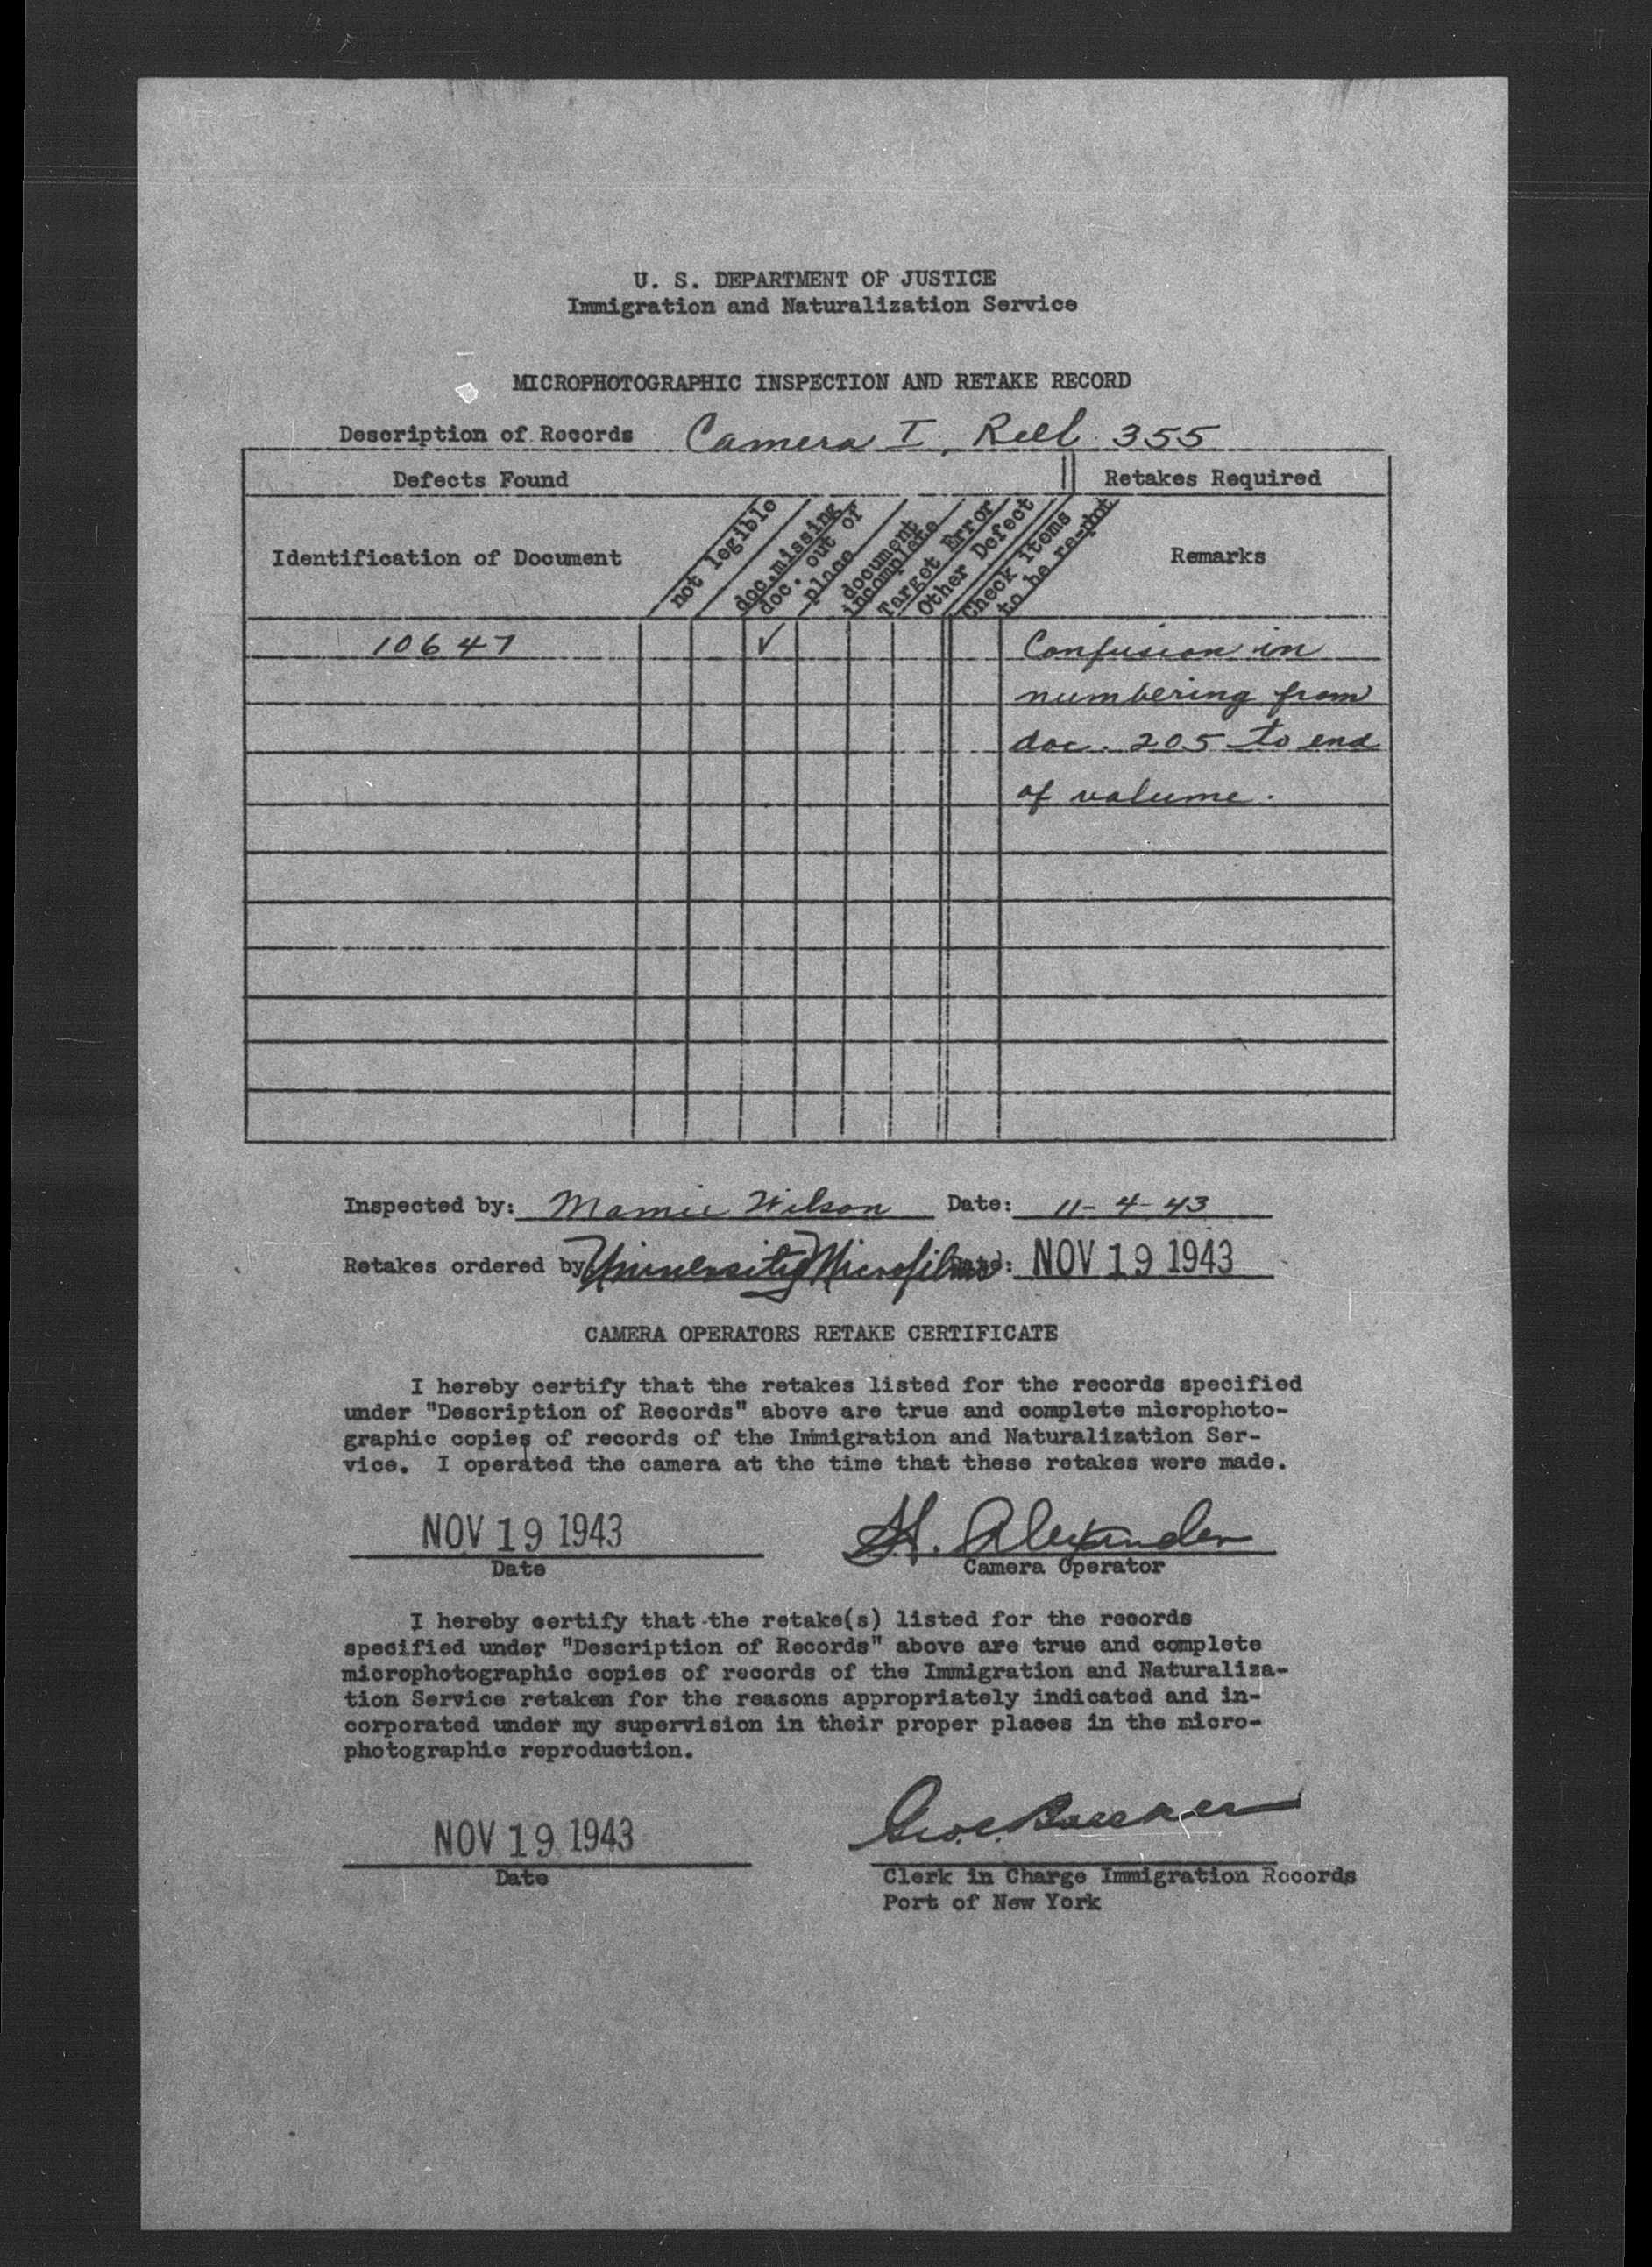 U. S. DEPARTMENT OF JUSTICE
Immigration and Naturalization Service
MICROPHOTOGRAPHIC INSPECTION AND RETAKE RECORD
Description of Records Camera I, Reel 355
Defects Found Retakes Required
Identification of Document not legible doc.missing doc. out of place document incomplete Target Error Other Defect Check items to be re-phot Remarks
10647 ✓ Confusion in
numbering from
doc. 205 to end
of volume.
Inspected by: Mamie Wilson Date: 11-4-43
Retakes ordered by University Microfilms Date: NOV 19 1943
CAMERA OPERATORS RETAKE CERTIFICATE
I hereby certify that the retakes listed for the records specified
under "Description of Records" above are true and complete microphoto-
graphic copies of records of the Immigration and Naturalization Ser-
vice. I operated the camera at the time that these retakes were made.
NOV 19 1943 H. Alexander
Date Camera Operator
I hereby certify that the retake(s) listed for the records
specified under "Description of Records" above are true and complete
microphotographic copies of records of the Immigration and Naturaliza-
tion Service retaken for the reasons appropriately indicated and in-
corporated under my supervision in their proper places in the micro-
photographic reproduction.
NOV 19 1943
Date Clerk in Charge Immigration Records
Port of New York